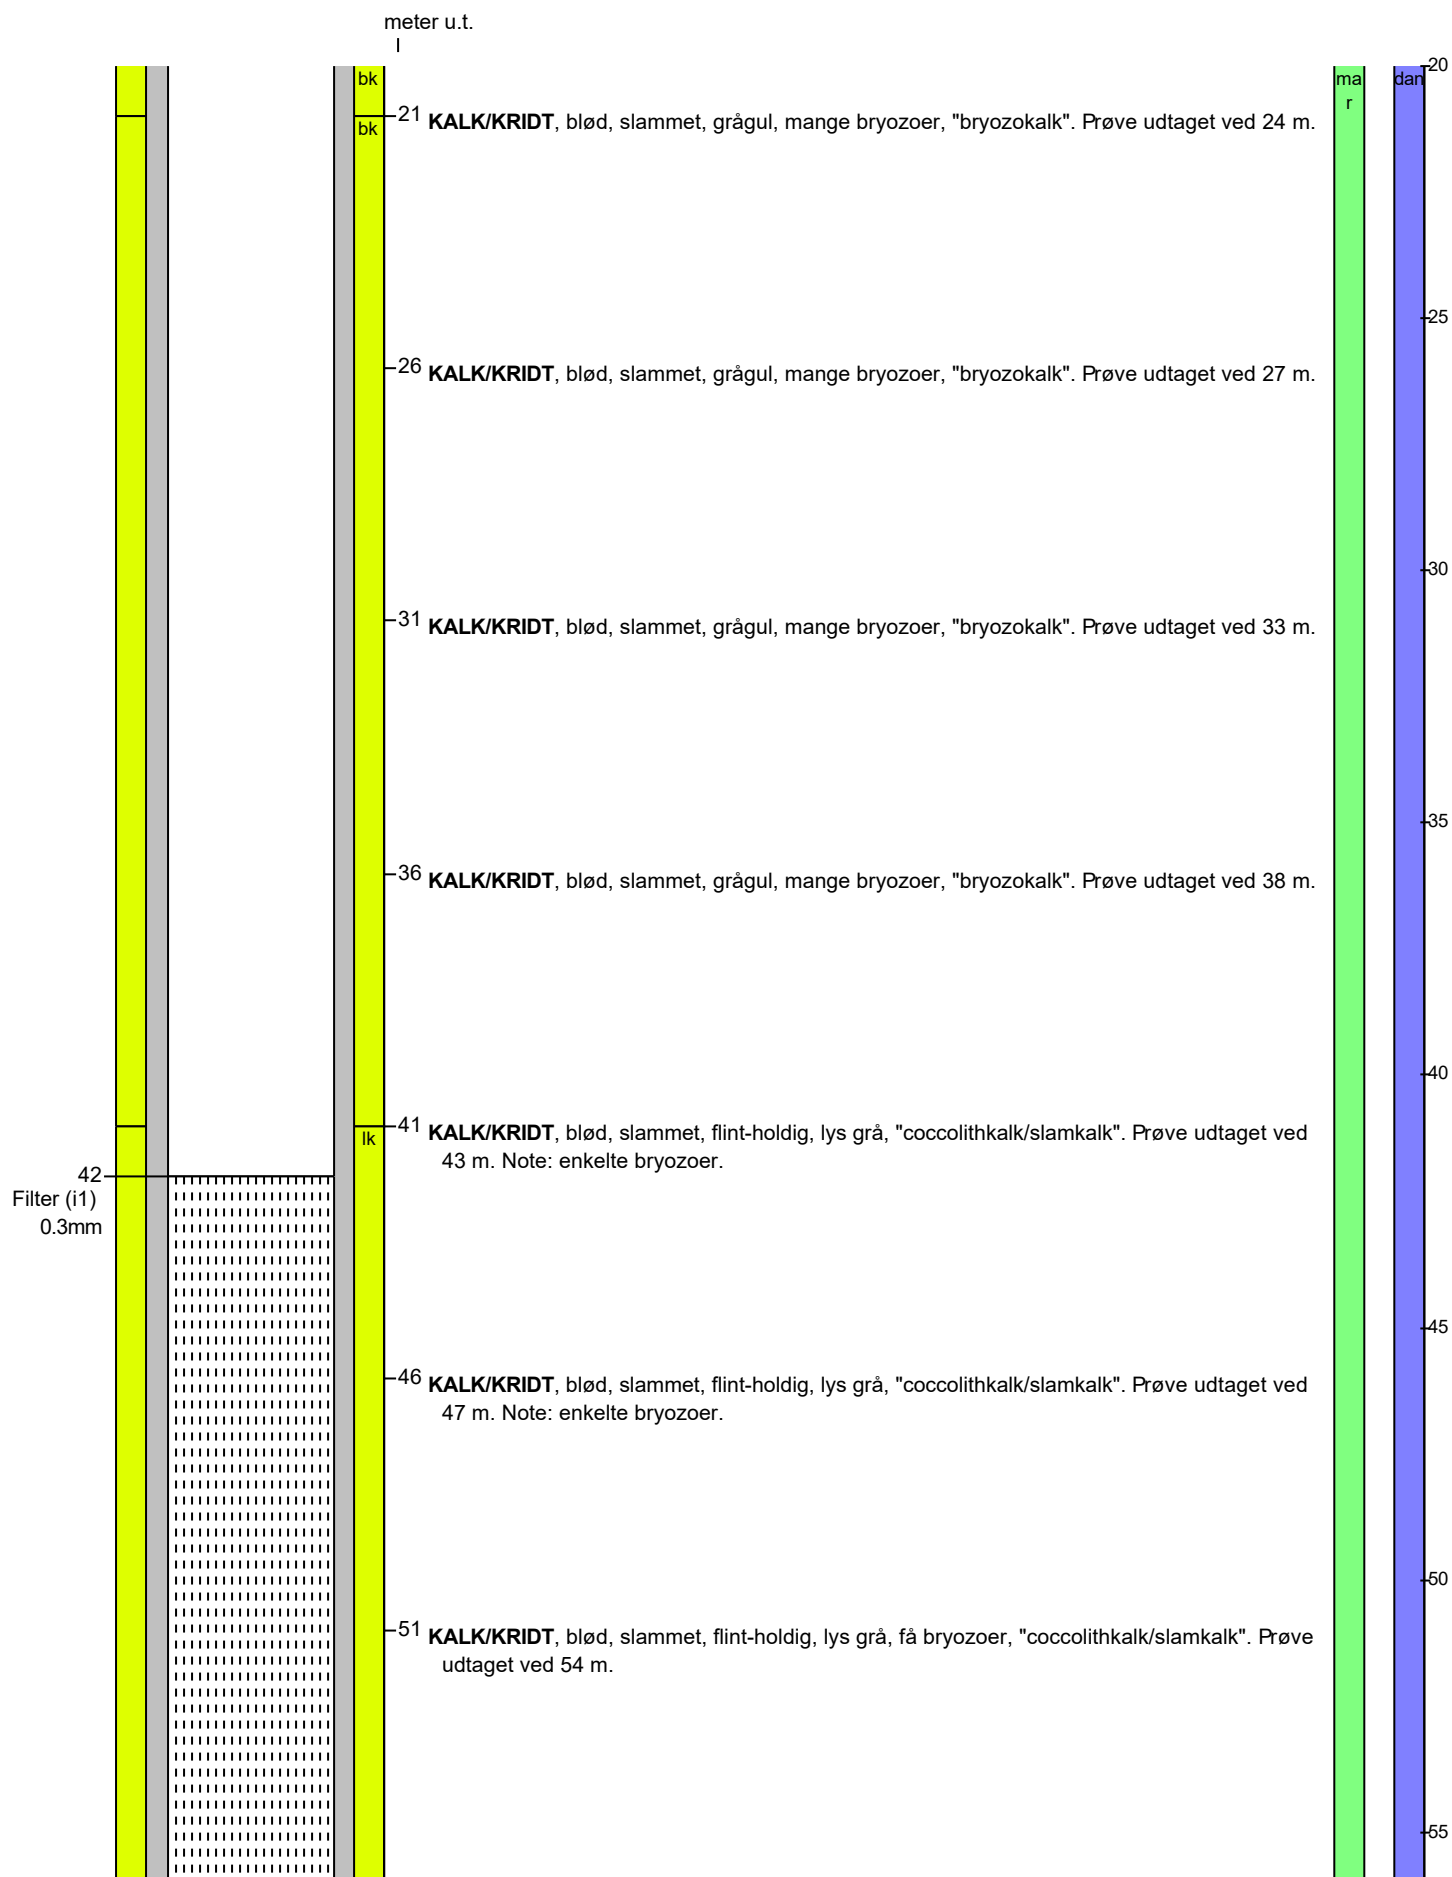 meter u.t.
bk
ma
r
dan
20
bk
21 KALK/KRIDT, blød, slammet, grågul, mange bryozoer, "bryozokalk". Prøve udtaget ved 24 m.
25
26 KALK/KRIDT, blød, slammet, grågul, mange bryozoer, "bryozokalk". Prøve udtaget ved 27 m.
30
31 KALK/KRIDT, blød, slammet, grågul, mange bryozoer, "bryozokalk". Prøve udtaget ved 33 m.
35
36 KALK/KRIDT, blød, slammet, grågul, mange bryozoer, "bryozokalk". Prøve udtaget ved 38 m.
40
lk
41 KALK/KRIDT, blød, slammet, flint-holdig, lys grå, "coccolithkalk/slamkalk". Prøve udtaget ved
43 m. Note: enkelte bryozoer.
42
Filter (i1)
0.3mm
45
46 KALK/KRIDT, blød, slammet, flint-holdig, lys grå, "coccolithkalk/slamkalk". Prøve udtaget ved
47 m. Note: enkelte bryozoer.
50
51 KALK/KRIDT, blød, slammet, flint-holdig, lys grå, få bryozoer, "coccolithkalk/slamkalk". Prøve
udtaget ved 54 m.
55